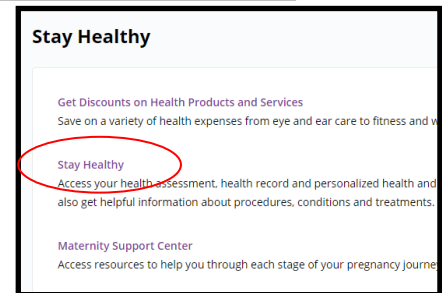 Stay Healthy
Get Discounts on Health Products and Services
Save on a variety of health expenses from eye and ear care to fitness and
Stay Healthy
Access your health assessment, health record and personalized health and
also get helpful information about procedures, conditions and treatments.
Maternity Support Center
Access resources to help you through each stage of your pregnancy